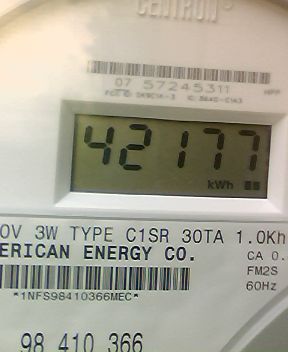 CENTRON®
07 57245311
42177
kWh
0V 3W TYPE C1SR 30TA 1.0Kh
ERICAN ENERGY CO.
CA 0.
FM2S
*1NFS98410366MEC*
60Hz
98 410 366